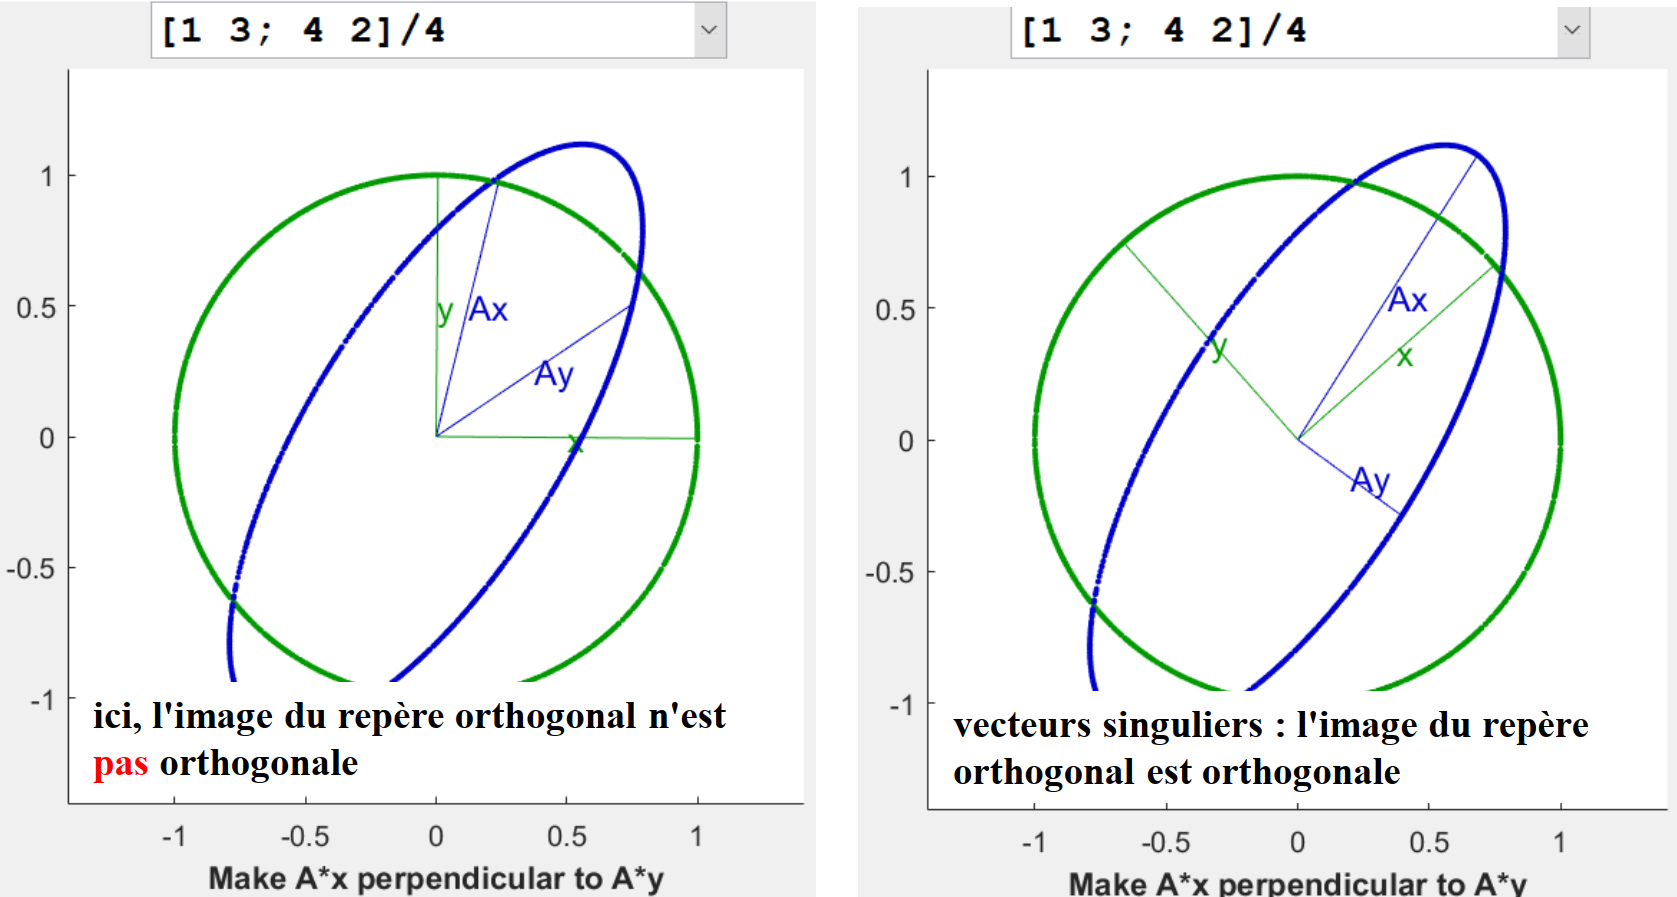 [1 3; 4 2]/4
1
0.5
0
-0.5
-1
y
Ax
Ay
x
ici, l'image du repère orthogonal n'est
pas orthogonale
-1
-0.5
0
0.5
1
Make A*x perpendicular to A*y
[1 3; 4 2]/4
1
0.5
0
-0.5
-1
Ax
x
y
Ay
vecteurs singuliers : l'image du repère
orthogonal est orthogonale
-1
-0.5
0
0.5
1
Make A*x perpendicular to A*y